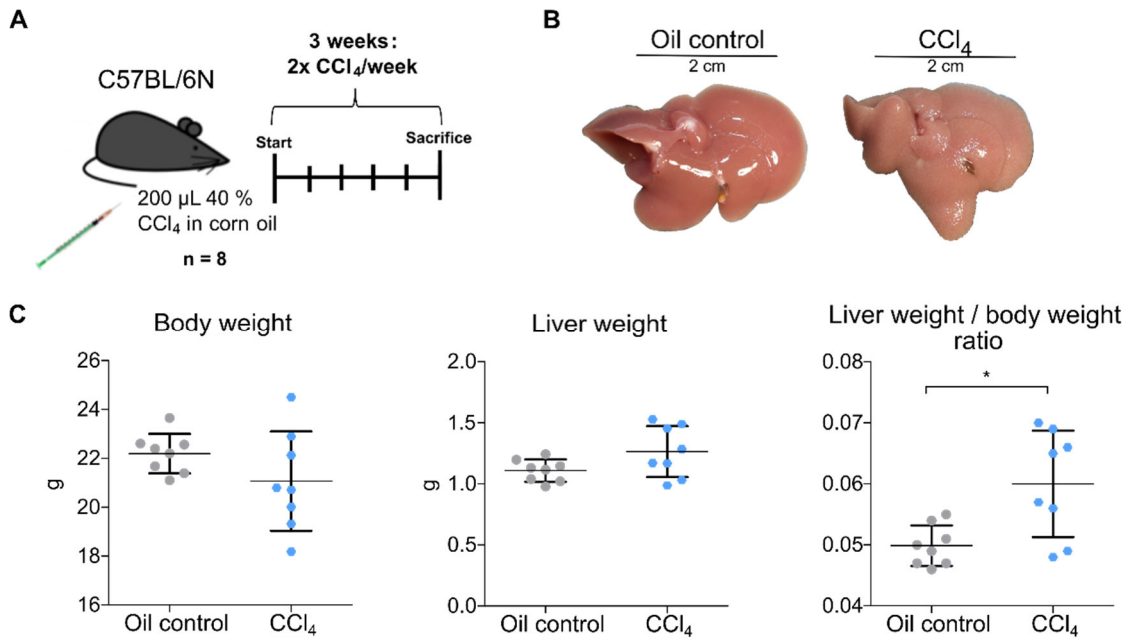 A
3 weeks:
2x CCl₄/week
C57BL/6N
Start
Sacrifice
200 µL 40 %
CCl₄ in corn oil
n = 8
B
Oil control
2 cm
CCl₄
2 cm
C
Body weight
26
24
22
20
18
16
g
Oil control
CCl₄
Liver weight
2.0
1.5
1.0
0.5
0.0
g
Oil control
CCl₄
Liver weight / body weight
ratio
0.08
0.07
0.06
0.05
0.04
*
Oil control
CCl₄